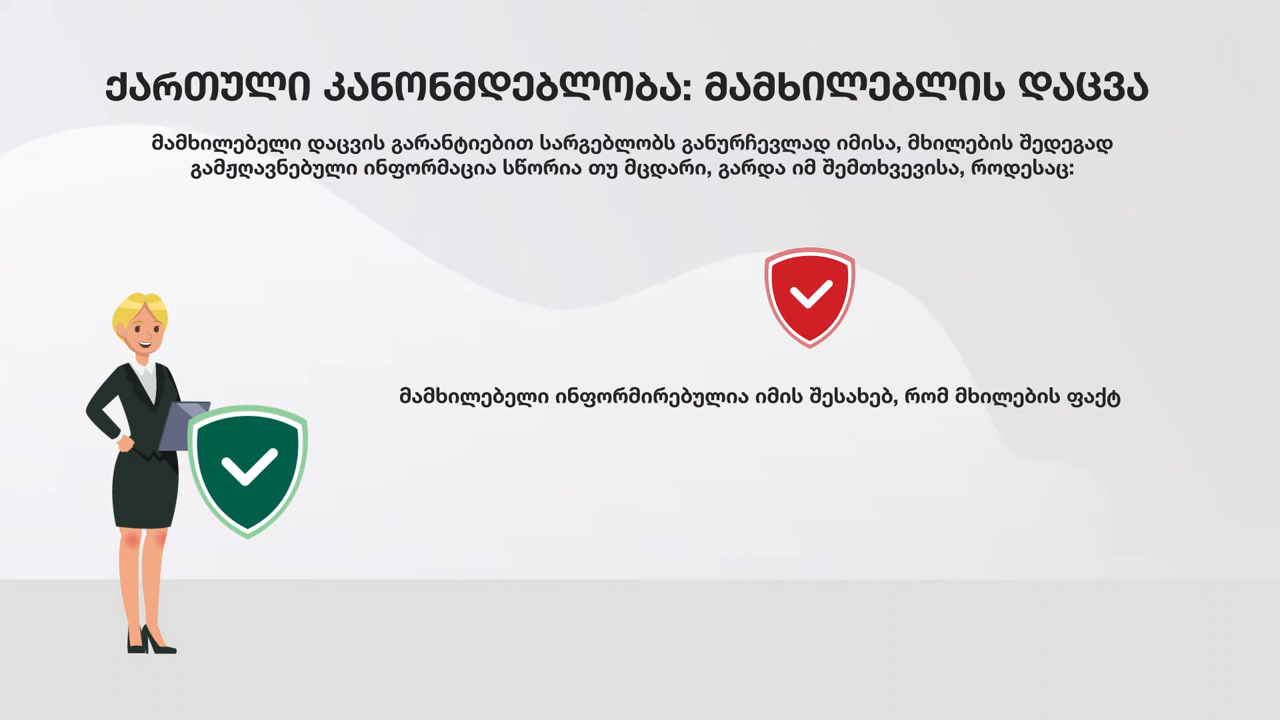 ქართული კანონმდებლობა: მამხილებლის დაცვა
მამხილებელი დაცვის გარანტიებით სარგებლობს განურჩევლად იმისა, მხილების შედეგად
გამჟღავნებული ინფორმაცია სწორია თუ მცდარი, გარდა იმ შემთხვევისა, როდესაც:
მამხილებელი ინფორმირებულია იმის შესახებ, რომ მხილების ფაქტ